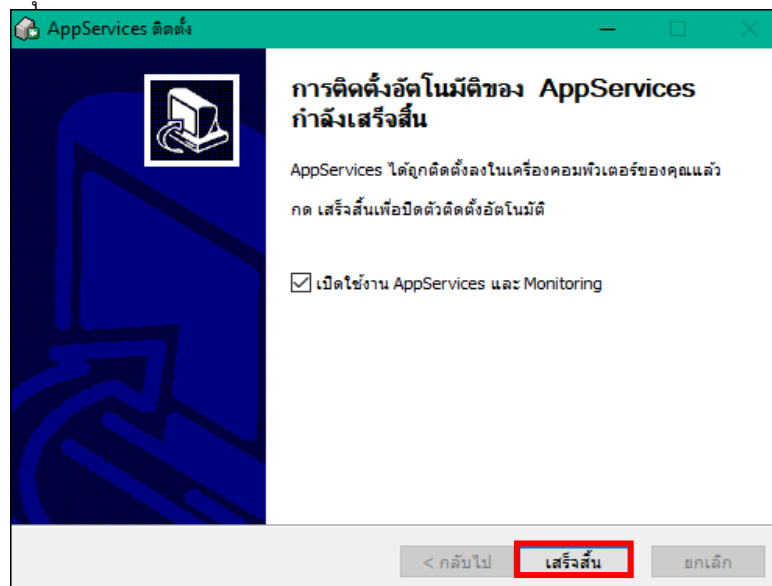 AppServices ติดตั้ง
การติดตั้งอัตโนมัติของ AppServices
กำลังเสร็จสิ้น
AppServices ได้ถูกติดตั้งลงในเครื่องคอมพิวเตอร์ของคุณแล้ว
กด เสร็จสิ้นเพื่อปิดตัวติดตั้งอัตโนมัติ
เปิดใช้งาน AppServices และ Monitoring
< กลับไป เสร็จสิ้น ยกเลิก